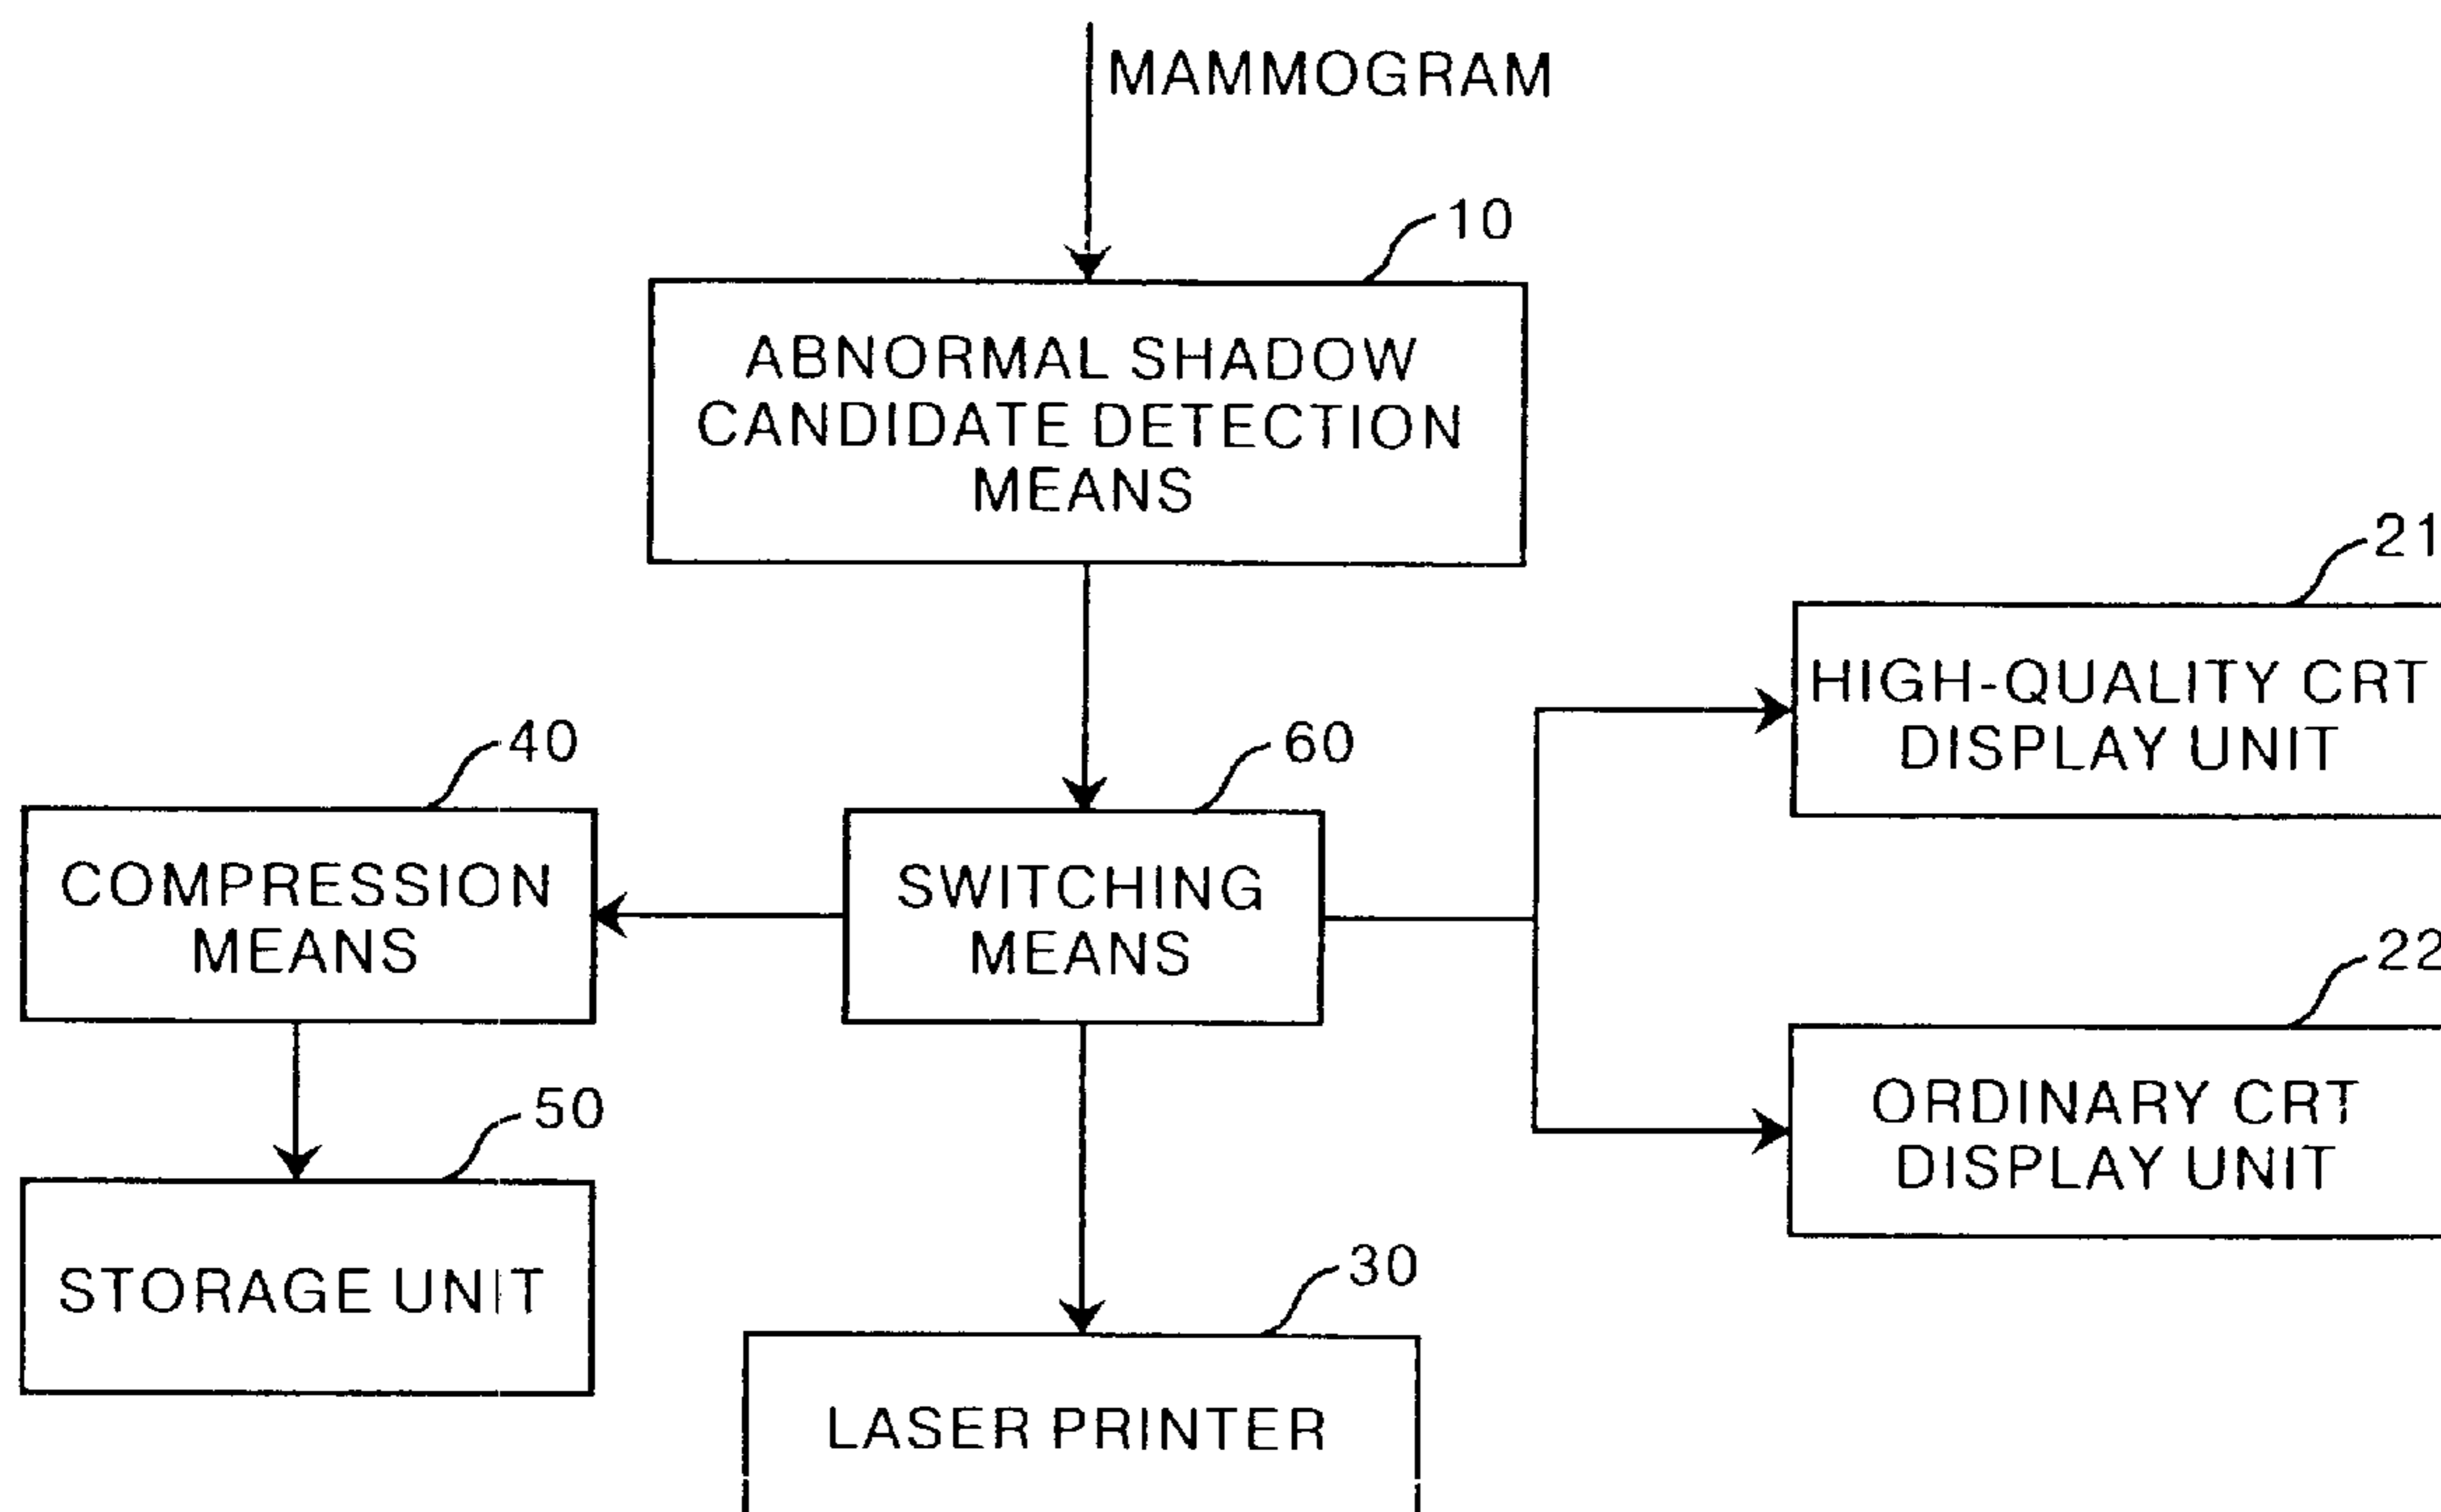 MAMMOGRAM
10
ABNORMAL SHADOW
CANDIDATE DETECTION
MEANS
21
HIGH-QUALITY CRT
DISPLAY UNIT
40
COMPRESSION
MEANS
60
SWITCHING
MEANS
22
ORDINARY CRT
DISPLAY UNIT
50
STORAGE UNIT
30
LASER PRINTER